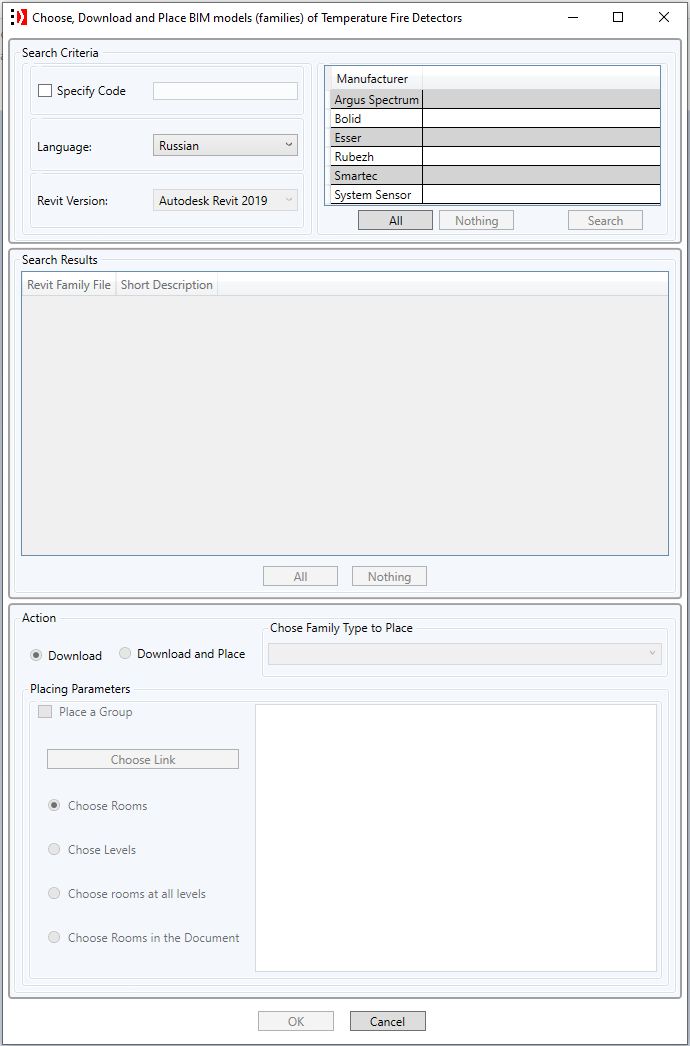 Choose, Download and Place BIM models (families) of Temperature Fire Detectors
Search Criteria
Specify Code
Language:
Russian
Revit Version:
Autodesk Revit 2019
Manufacturer
Argus Spectrum
Bolid
Esser
Rubezh
Smartec
System Sensor
All
Nothing
Search
Search Results
Revit Family File
Short Description
All
Nothing
Action
Download
Download and Place
Chose Family Type to Place
Placing Parameters
Place a Group
Choose Link
Choose Rooms
Chose Levels
Choose rooms at all levels
Choose Rooms in the Document
OK
Cancel